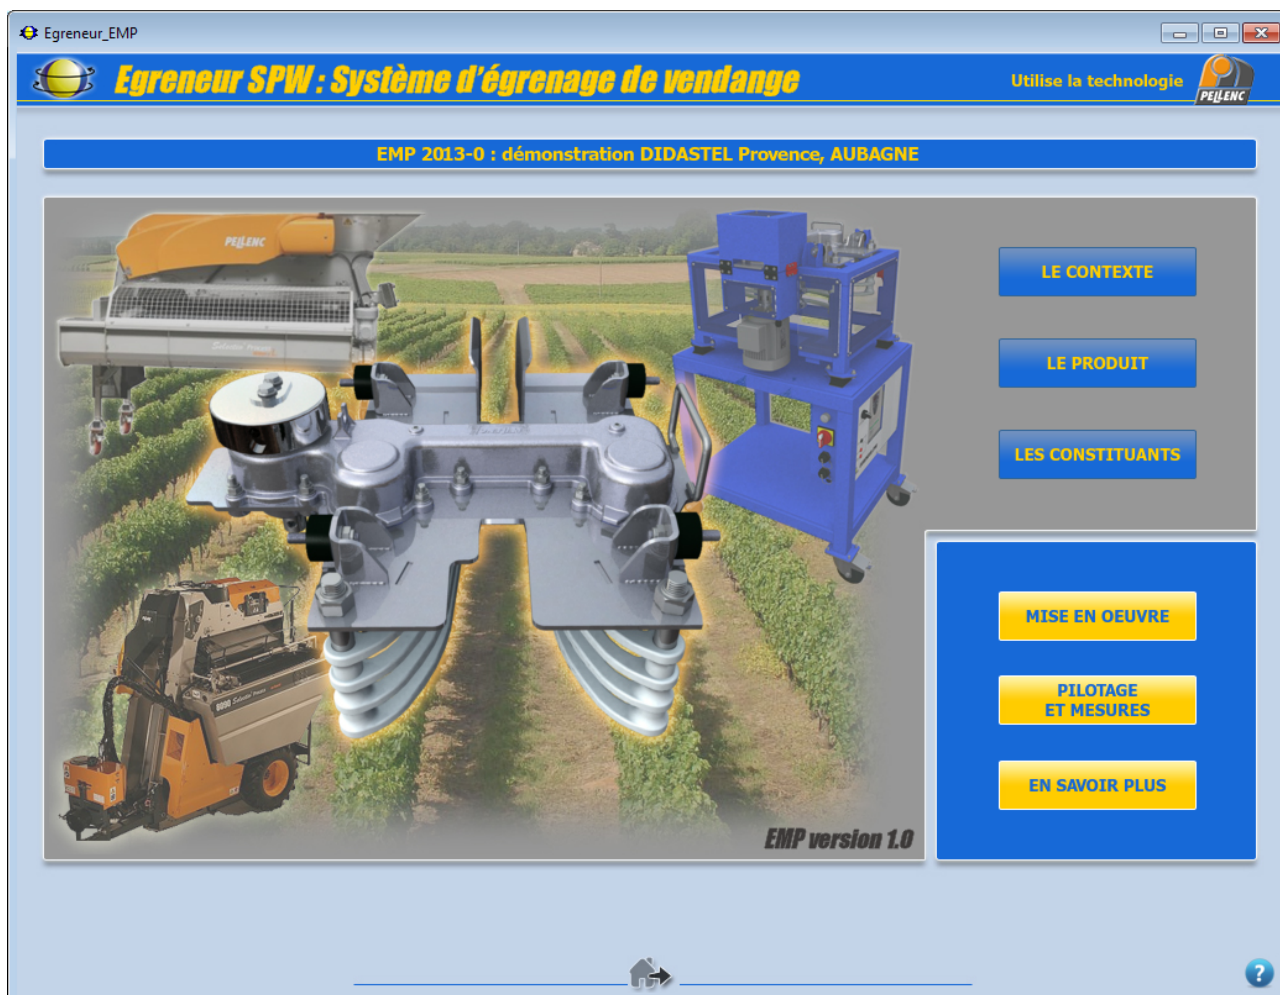 Egreneur_EMP
Egreneur SPW : Système d'égrenage de vendange
Utilise la technologie
PELLENC
EMP 2013-0 : démonstration DIDASTEL Provence, AUBAGNE
PELLENC
LE CONTEXTE
LE PRODUIT
LES CONSTITUANTS
MISE EN OEUVRE
PILOTAGE
ET MESURES
EN SAVOIR PLUS
EMP version 1.0
?